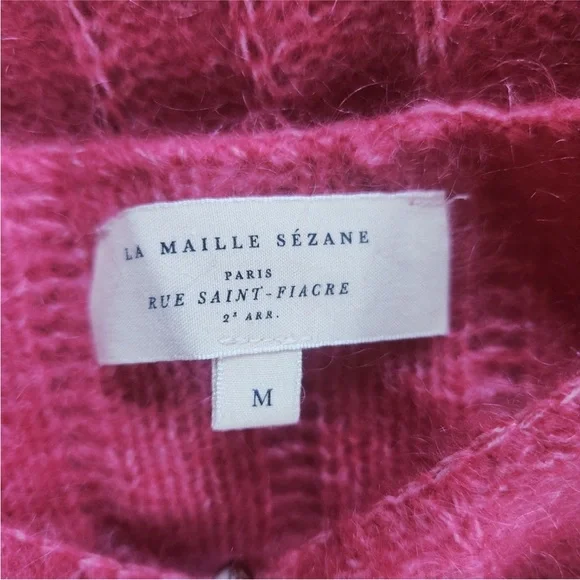 LA MAILLE SÉZANE
PARIS
RUE SAINT-FIACRE
2ᵉ ARR.
M